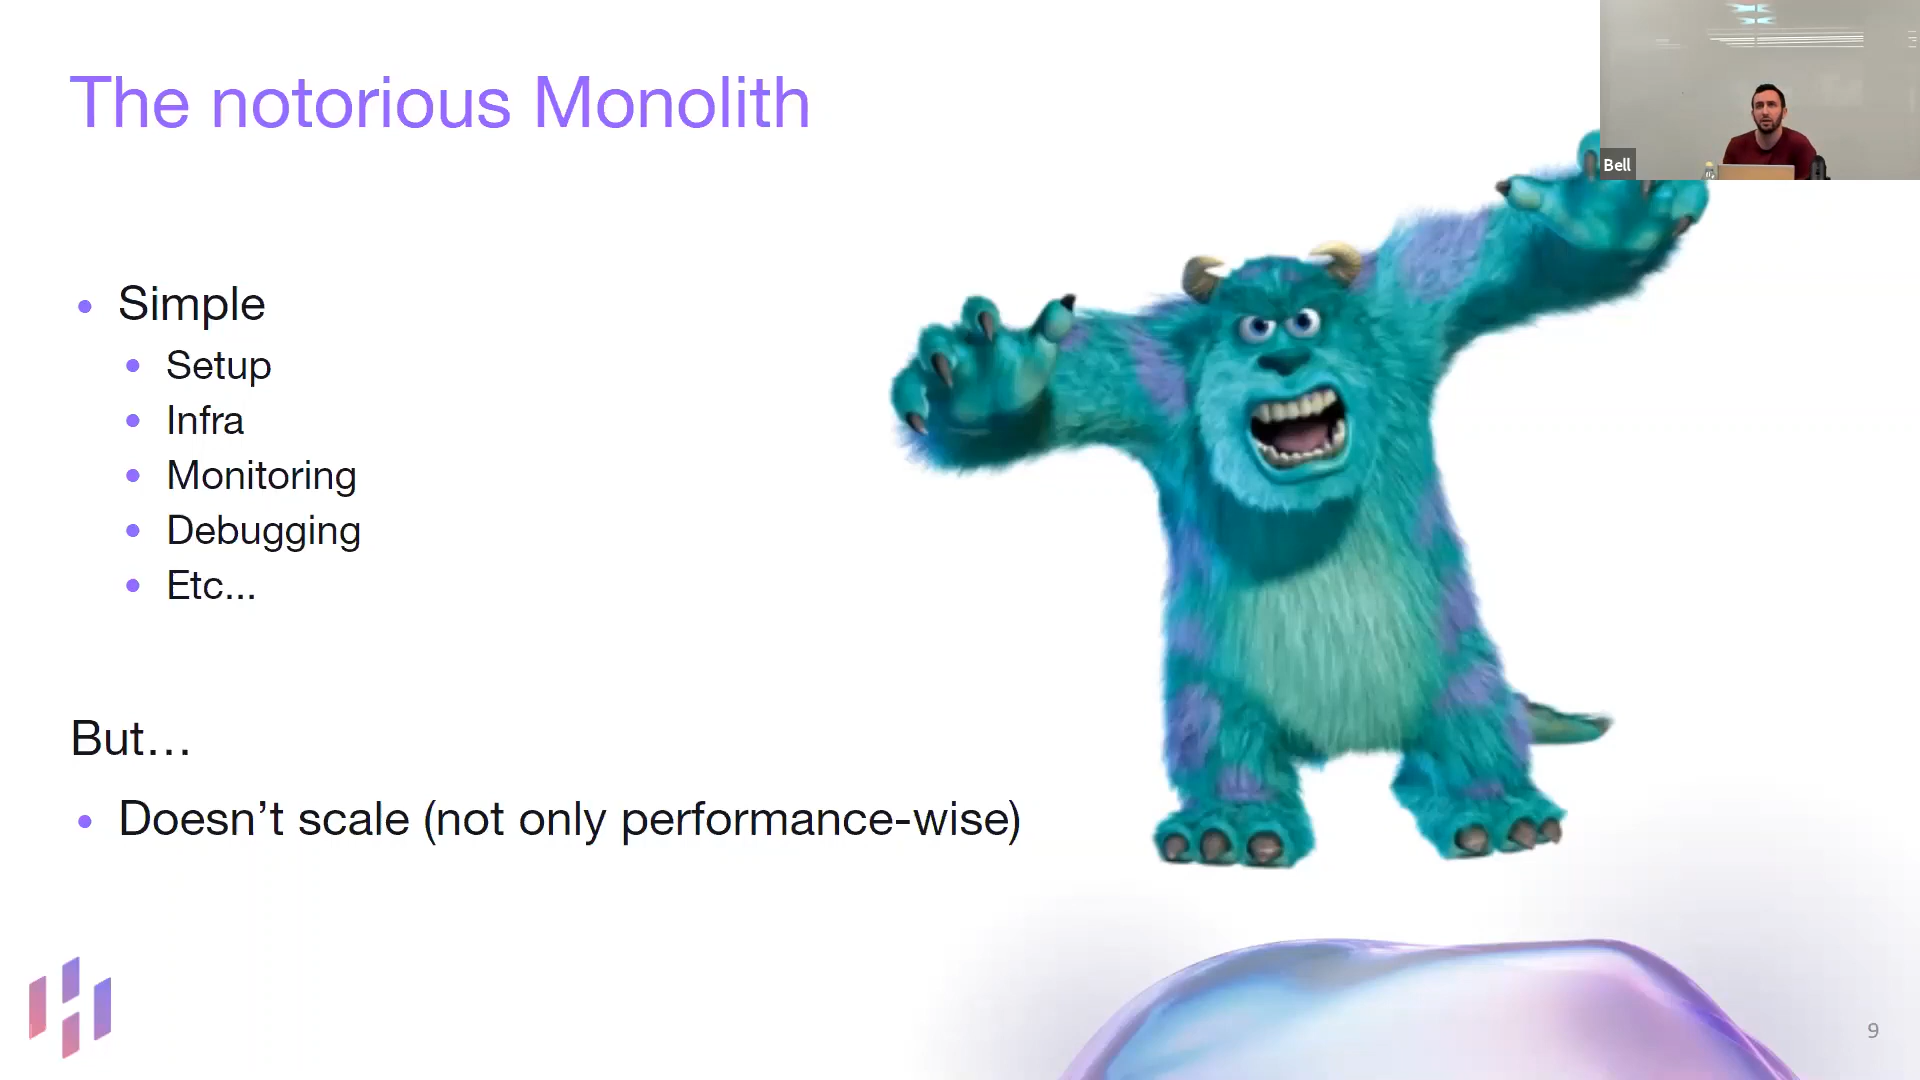 The notorious Monolith
Bell
Simple
Setup
Infra
Monitoring
Debugging
Etc...
But…
Doesn’t scale (not only performance-wise)
9